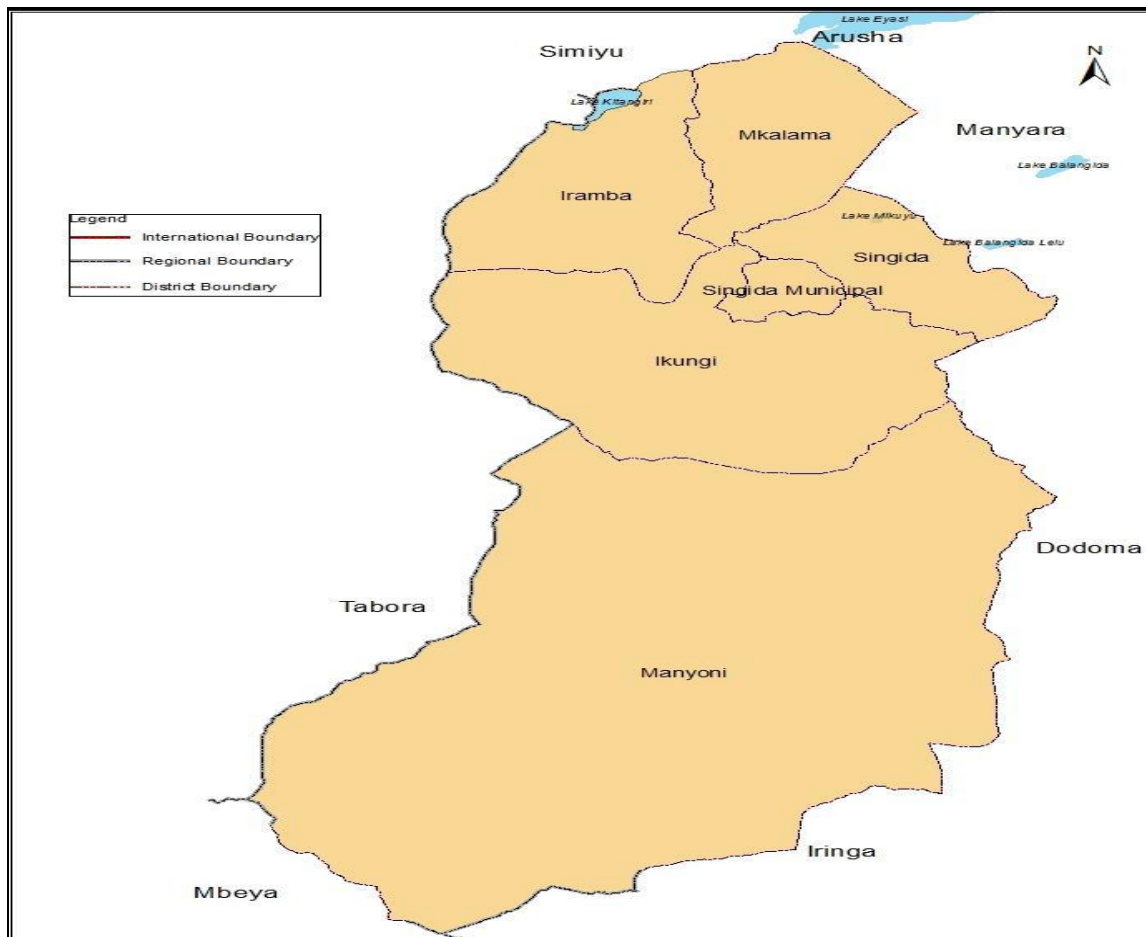 Lake Eyasi
Arusha
Simiyu
N
Lake Kitangiri
Mkalama
Manyara
Lake Balangida
Iramba
Lake Mikuyu
Legend
International Boundary
Regional Boundary
District Boundary
Lake Balangida Lelu
Singida
Singida Municipal
Ikungi
Dodoma
Tabora
Manyoni
Iringa
Mbeya